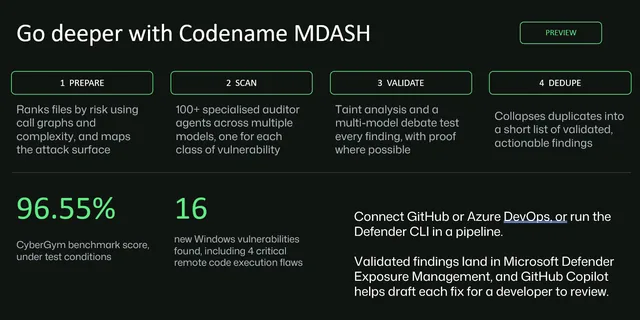 Go deeper with Codename MDASH
PREVIEW
1 PREPARE
Ranks files by risk using
call graphs and
complexity, and maps
the attack surface
2 SCAN
100+ specialised auditor
agents across multiple
models, one for each
class of vulnerability
3 VALIDATE
Taint analysis and a
multi-model debate test
every finding, with proof
where possible
4 DEDUPE
Collapses duplicates into
a short list of validated,
actionable findings
96.55%
CyberGym benchmark score,
under test conditions
16
new Windows vulnerabilities
found, including 4 critical
remote code execution flaws
Connect GitHub or Azure DevOps, or run the
Defender CLI in a pipeline.
Validated findings land in Microsoft Defender
Exposure Management, and GitHub Copilot
helps draft each fix for a developer to review.